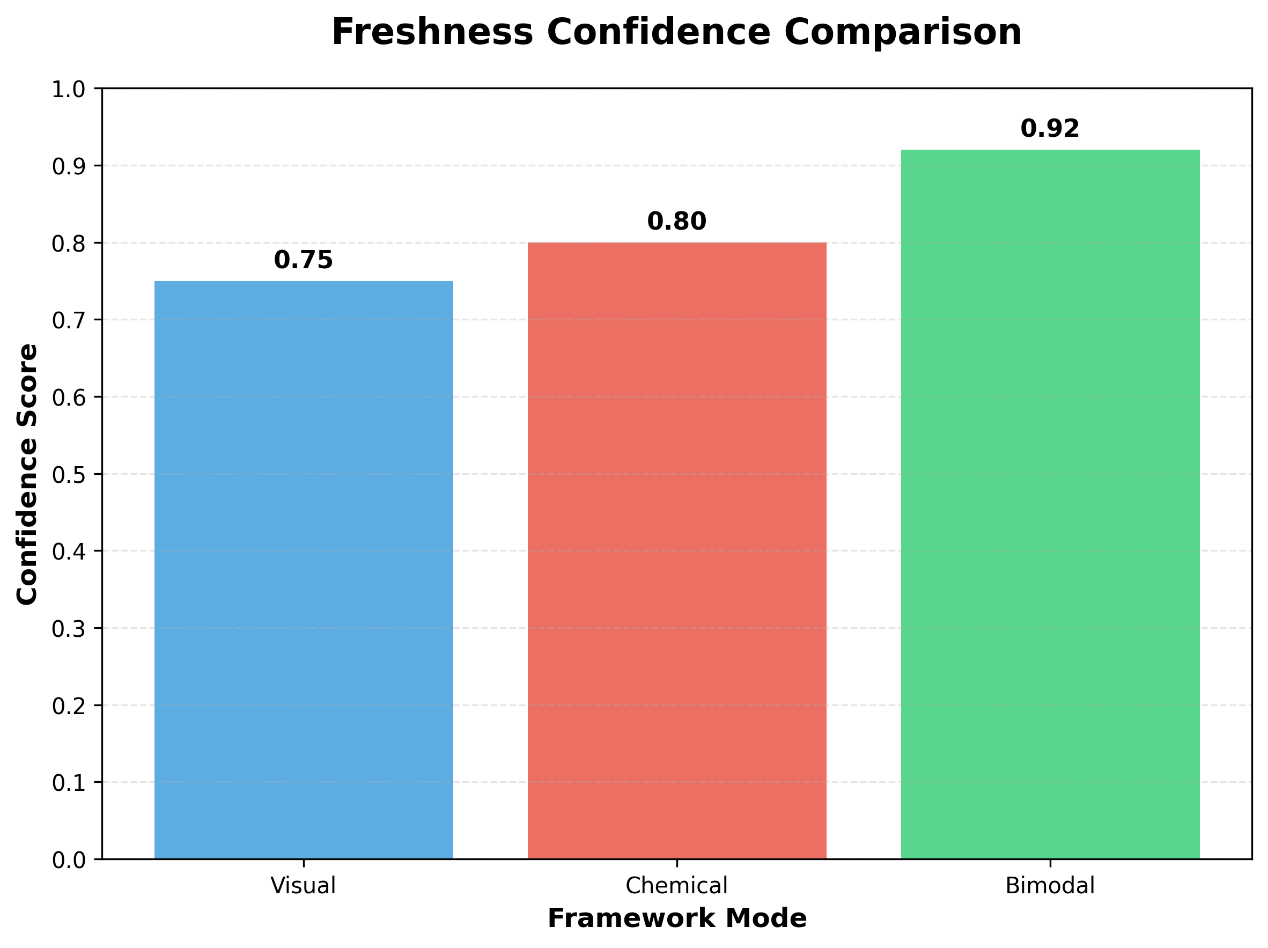 Freshness Confidence Comparison
1.0
0.9
0.8
0.7
0.6
0.5
0.4
0.3
0.2
0.1
0.0
Confidence Score
0.75
0.80
0.92
Visual
Chemical
Bimodal
Framework Mode